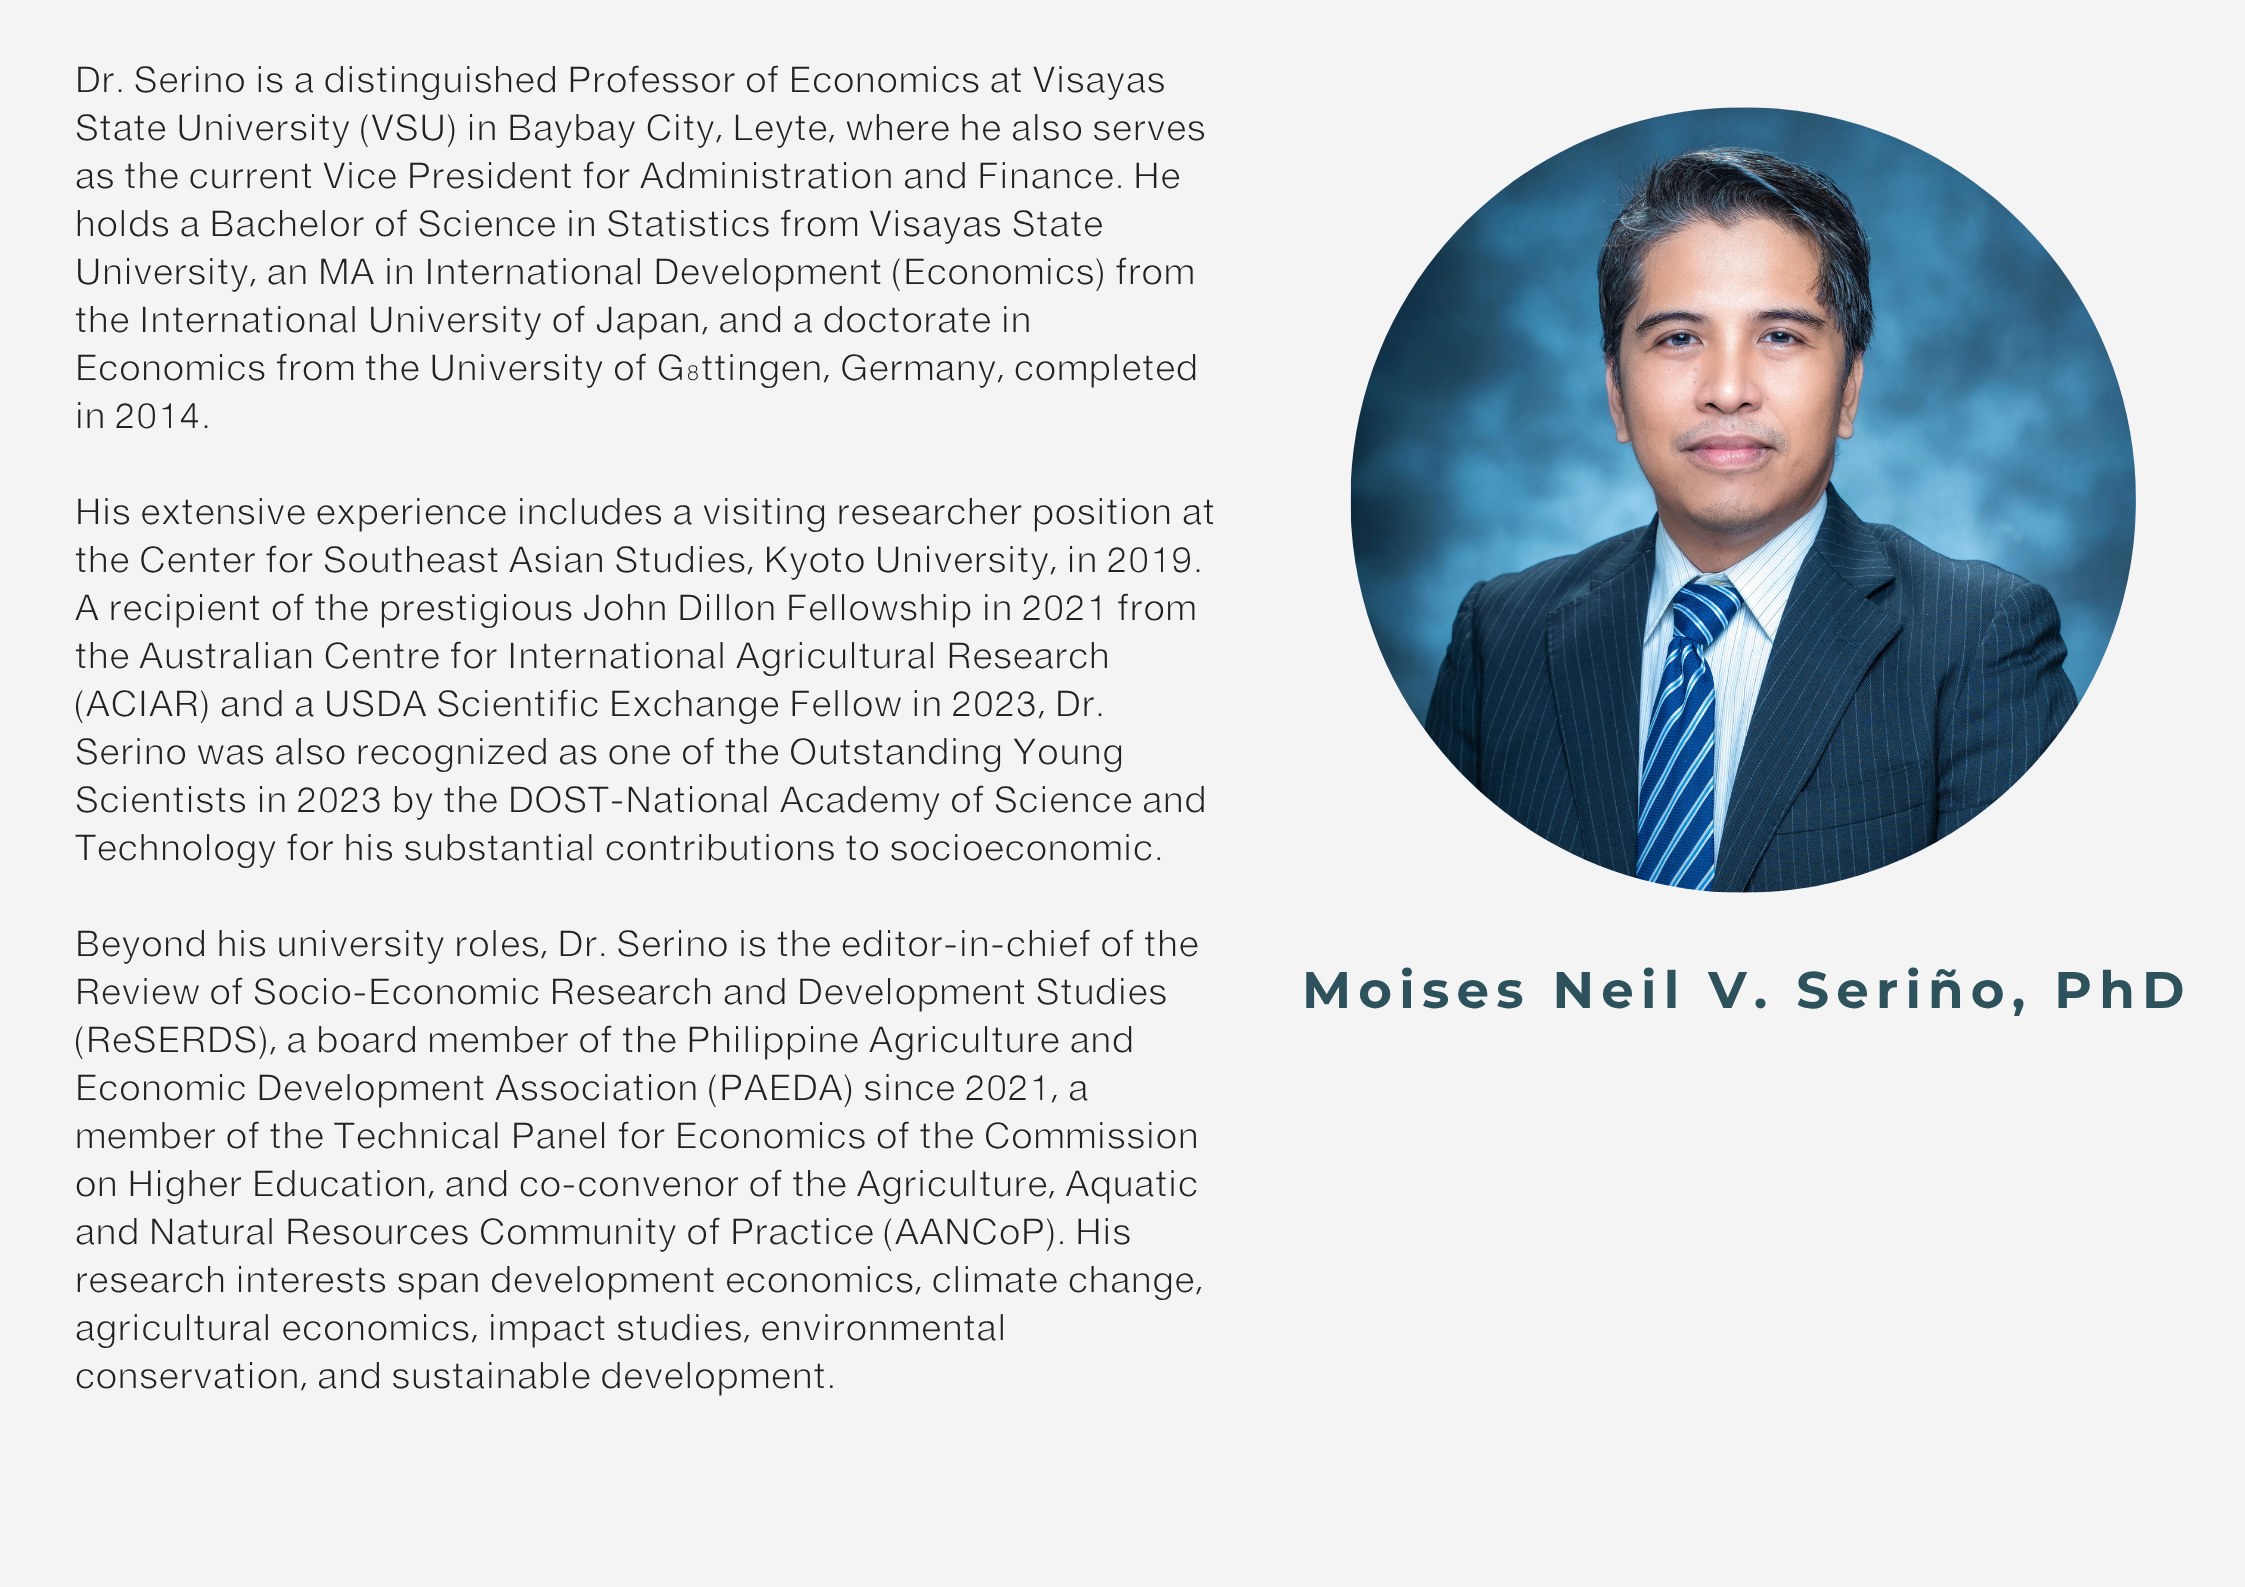 Dr. Serino is a distinguished Professor of Economics at Visayas
State University (VSU) in Baybay City, Leyte, where he also serves
as the current Vice President for Administration and Finance. He
holds a Bachelor of Science in Statistics from Visayas State
University, an MA in International Development (Economics) from
the International University of Japan, and a doctorate in
Economics from the University of G₈ttingen, Germany, completed
in 2014.
His extensive experience includes a visiting researcher position at
the Center for Southeast Asian Studies, Kyoto University, in 2019.
A recipient of the prestigious John Dillon Fellowship in 2021 from
the Australian Centre for International Agricultural Research
(ACIAR) and a USDA Scientific Exchange Fellow in 2023, Dr.
Serino was also recognized as one of the Outstanding Young
Scientists in 2023 by the DOST-National Academy of Science and
Technology for his substantial contributions to socioeconomic.
Beyond his university roles, Dr. Serino is the editor-in-chief of the
Review of Socio-Economic Research and Development Studies
(ReSERDS), a board member of the Philippine Agriculture and
Economic Development Association (PAEDA) since 2021, a
member of the Technical Panel for Economics of the Commission
on Higher Education, and co-convenor of the Agriculture, Aquatic
and Natural Resources Community of Practice (AANCoP). His
research interests span development economics, climate change,
agricultural economics, impact studies, environmental
conservation, and sustainable development.
Moises Neil V. Seriño, PhD